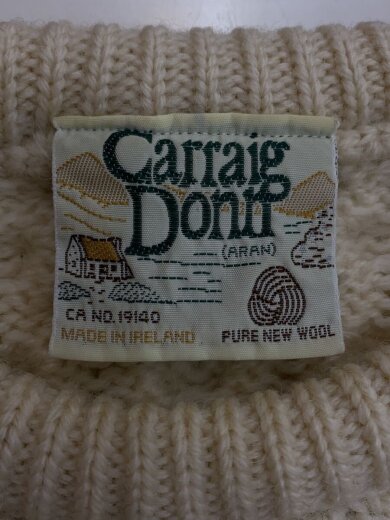 Carraig
Donn
(ARAN)
CA NO. 19140
MADE IN IRELAND
PURE NEW WOOL